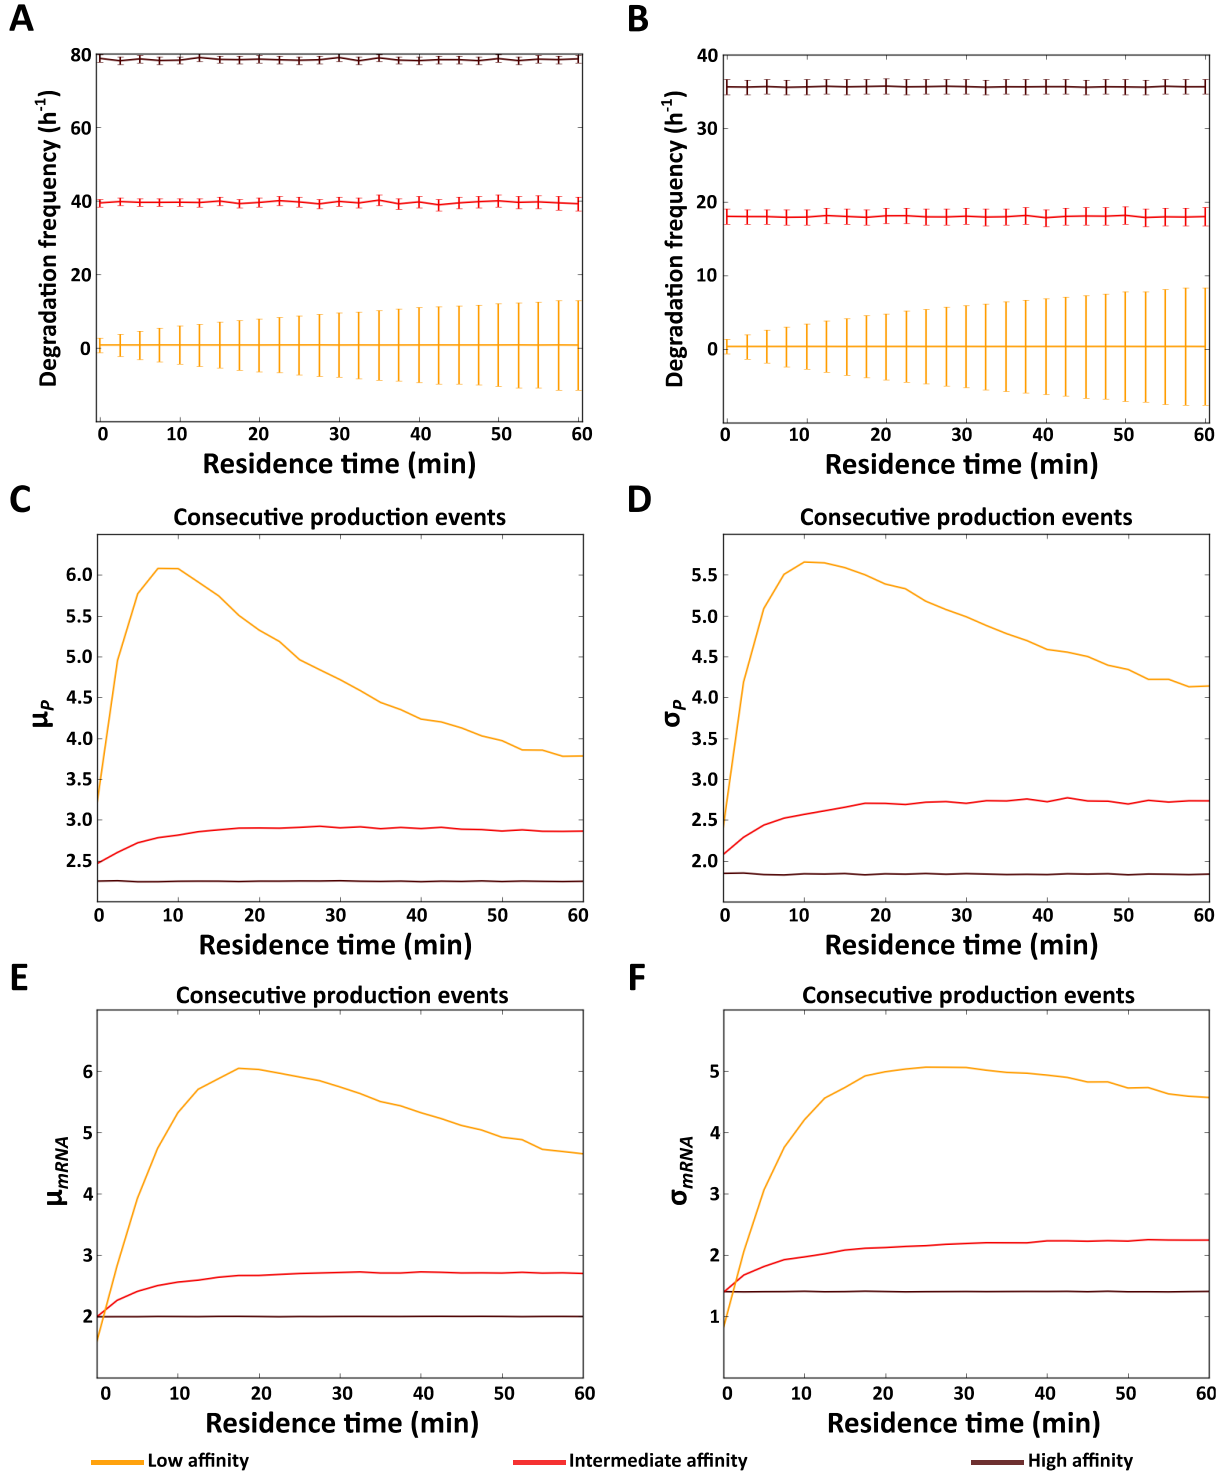 A
B
Degradation frequency (h-1)
80
60
40
20
0
0 10 20 30 40 50 60
Residence time (min)
Degradation frequency (h-1)
40
30
20
10
0
0 10 20 30 40 50 60
Residence time (min)
C
Consecutive production events
μP
6.0
5.5
5.0
4.5
4.0
3.5
3.0
2.5
0 10 20 30 40 50 60
Residence time (min)
D
Consecutive production events
σP
5.5
5.0
4.5
4.0
3.5
3.0
2.5
2.0
0 10 20 30 40 50 60
Residence time (min)
E
Consecutive production events
μmRNA
6
5
4
3
2
0 10 20 30 40 50 60
Residence time (min)
F
Consecutive production events
σmRNA
5
4
3
2
1
0 10 20 30 40 50 60
Residence time (min)
Low affinity
Intermediate affinity
High affinity